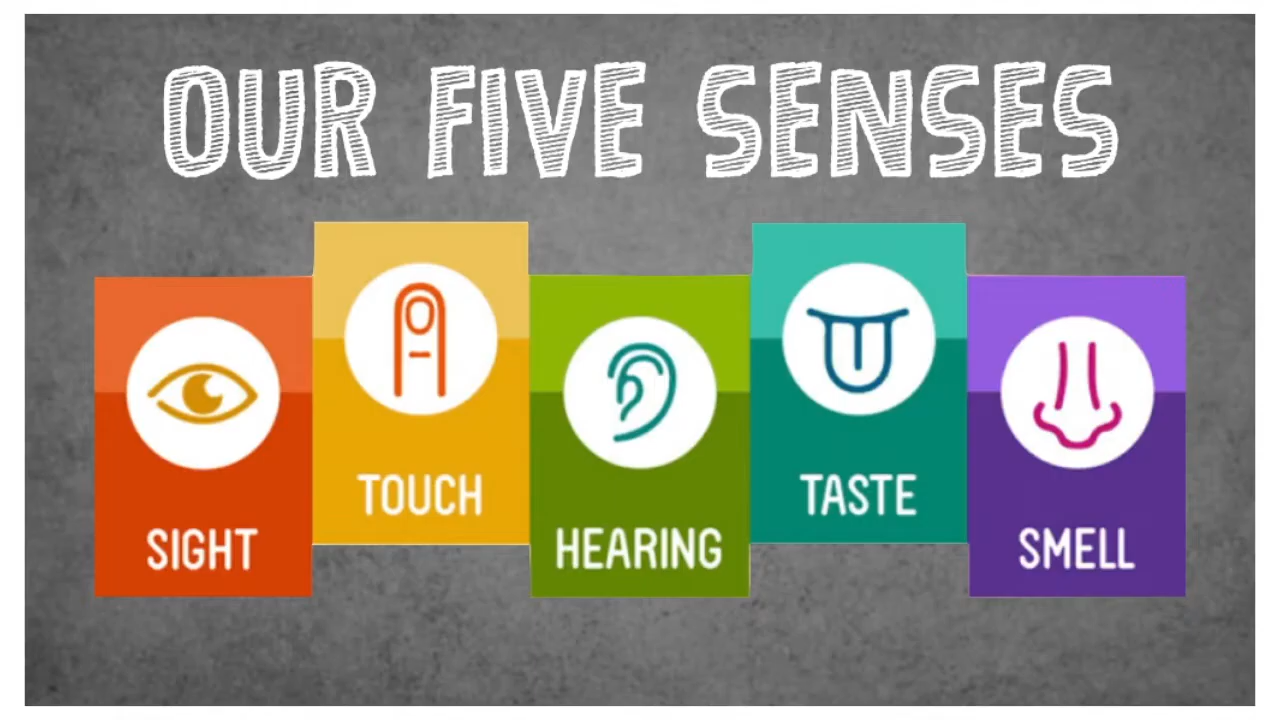 OUR FIVE SENSES
SIGHT
TOUCH
HEARING
TASTE
SMELL